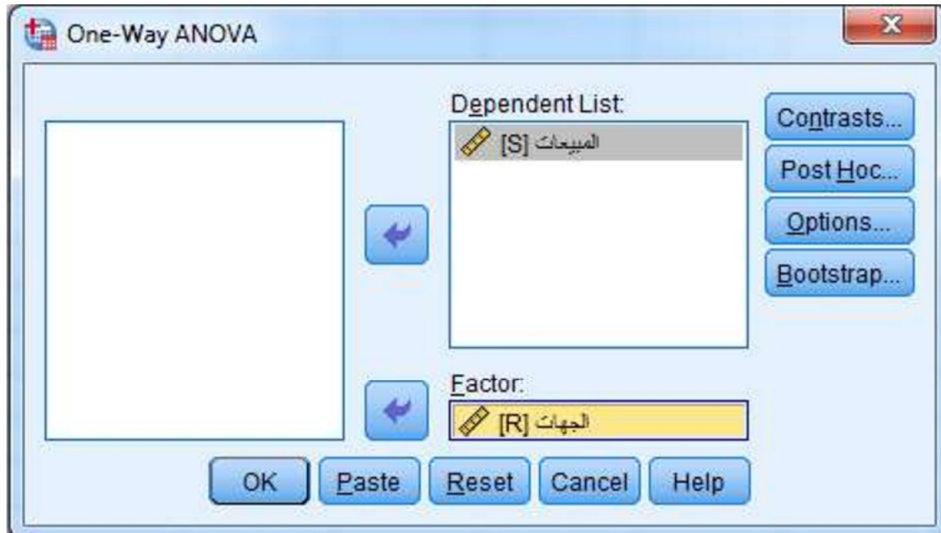 One-Way ANOVA
Dependent List:
المبيعات [S]
Factor:
الجهات [R]
Contrasts...
Post Hoc...
Options...
Bootstrap...
OK
Paste
Reset
Cancel
Help